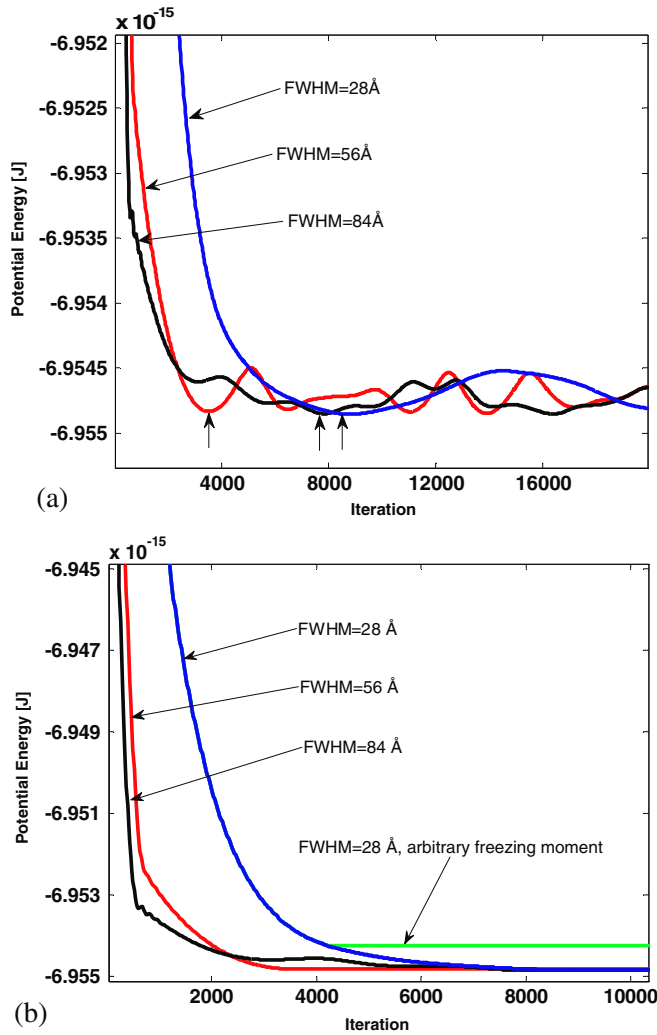 x 10⁻¹⁵
-6.952
-6.9525
-6.953
-6.9535
-6.954
-6.9545
-6.955
Potential Energy [J]
FWHM=28Å
FWHM=56Å
FWHM=84Å
4000 8000 12000 16000
Iteration
(a)
x 10⁻¹⁵
-6.945
-6.947
-6.949
-6.951
-6.953
-6.955
Potential Energy [J]
FWHM=28 Å
FWHM=56 Å
FWHM=84 Å
FWHM=28 Å, arbitrary freezing moment
2000 4000 6000 8000 10000
Iteration
(b)